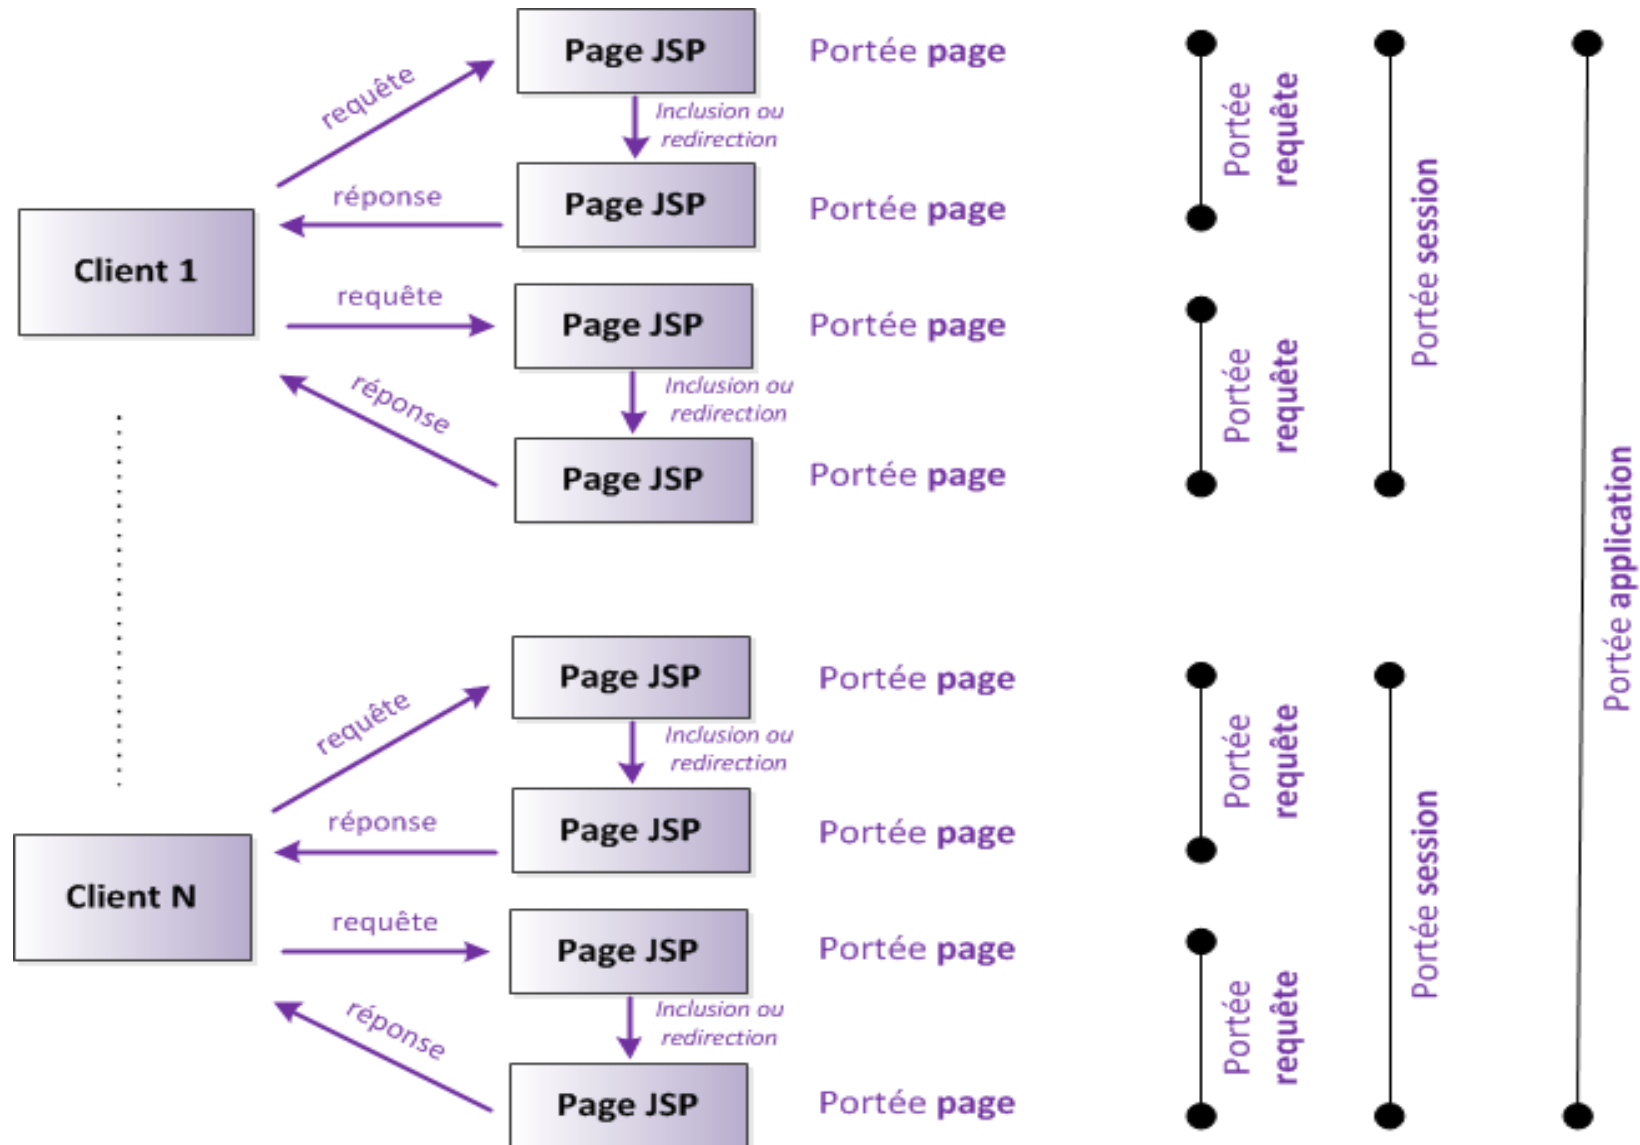 Page JSP
Portée page
requête
Inclusion ou
redirection
Page JSP
Portée page
réponse
Client 1
requête
Page JSP
Portée page
Inclusion ou
redirection
réponse
Page JSP
Portée page
Portée
requête
Portée
requête
Portée session
Page JSP
Portée page
requête
Inclusion ou
redirection
Page JSP
Portée page
réponse
Client N
requête
Page JSP
Portée page
Inclusion ou
redirection
réponse
Page JSP
Portée page
Portée
requête
Portée
requête
Portée session
Portée application